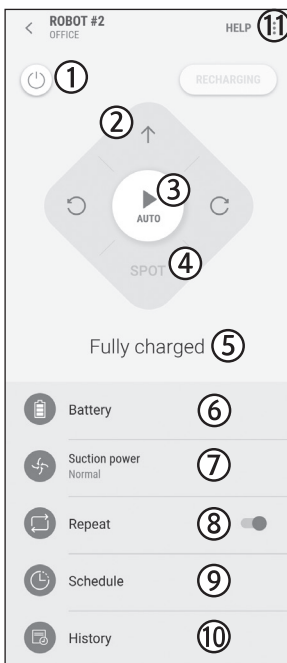 ROBOT #2
OFFICE
HELP
11
1
RECHARGING
2
3
AUTO
SPOT 4
Fully charged 5
Battery 6
Suction power
Normal
7
Repeat 8
Schedule 9
History 10